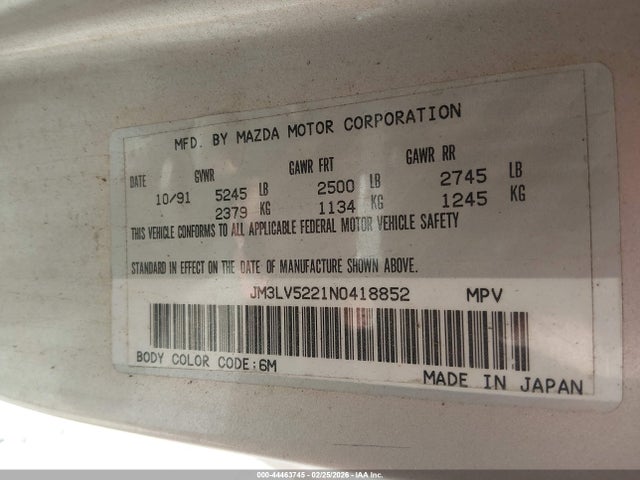 MFD. BY MAZDA MOTOR CORPORATION
DATE GVWR GAWR FRT GAWR RR
10/91 5245 LB 2500 LB 2745 LB
2379 KG 1134 KG 1245 KG
THIS VEHICLE CONFORMS TO ALL APPLICABLE FEDERAL MOTOR VEHICLE SAFETY
STANDARD IN EFFECT ON THE DATE OF MANUFACTURE SHOWN ABOVE.
JM3LV5221N0418852 MPV
BODY COLOR CODE:6M
MADE IN JAPAN
000-44463745 - 02/25/2026 - IAA Inc.